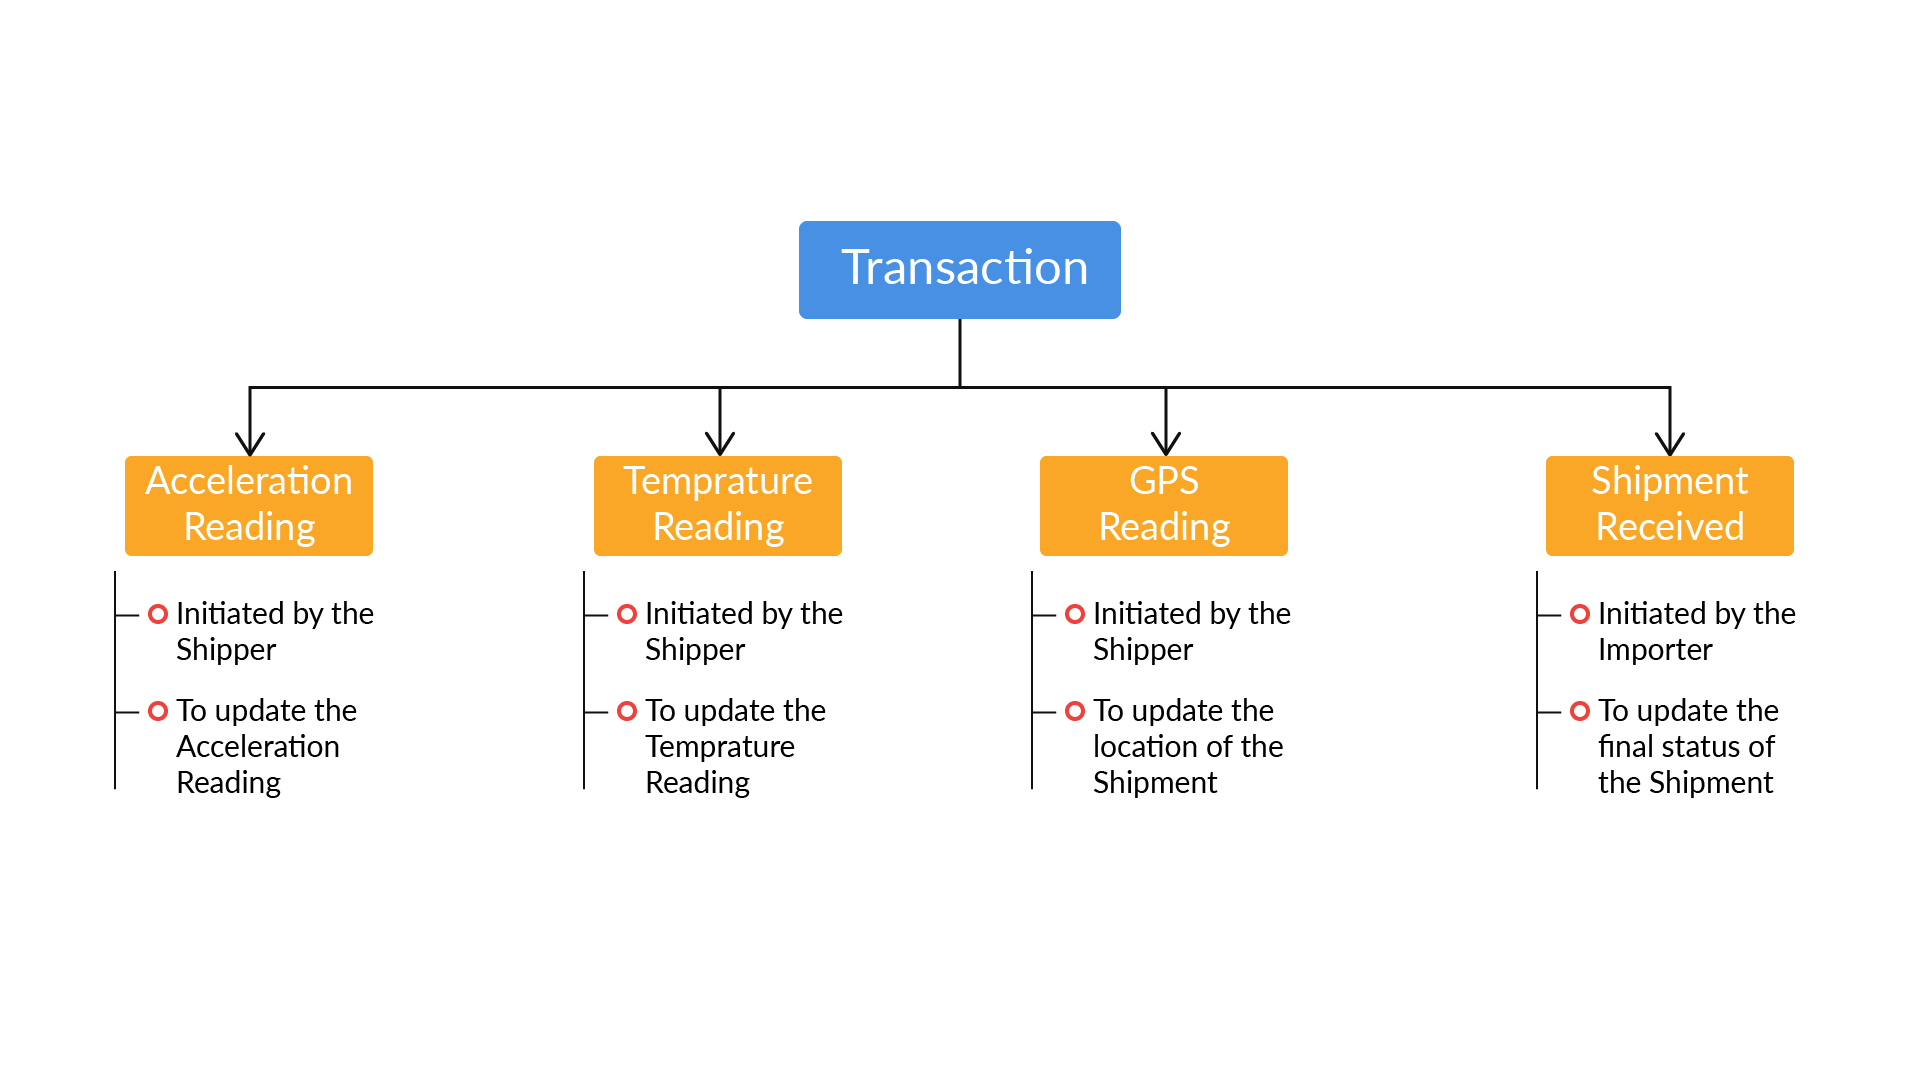 Transaction
Acceleration
Reading
Initiated by the
Shipper
To update the
Acceleration
Reading
Temprature
Reading
Initiated by the
Shipper
To update the
Temprature
Reading
GPS
Reading
Initiated by the
Shipper
To update the
location of the
Shipment
Shipment
Received
Initiated by the
Importer
To update the
final status of
the Shipment